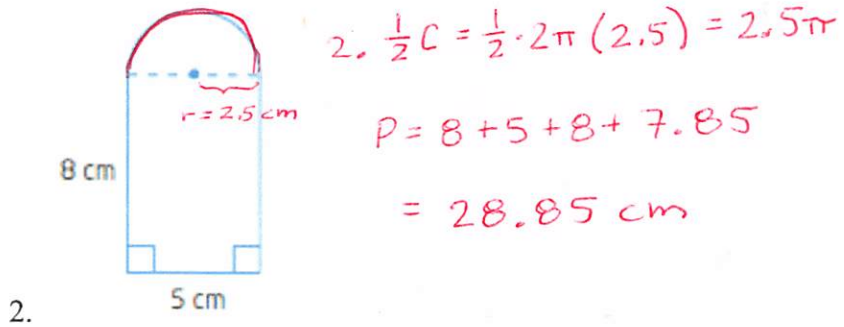 2. ½ C = ½ · 2π (2.5) = 2.5π
r = 2.5 cm
P = 8 + 5 + 8 + 7.85
8 cm
= 28.85 cm
5 cm
2.